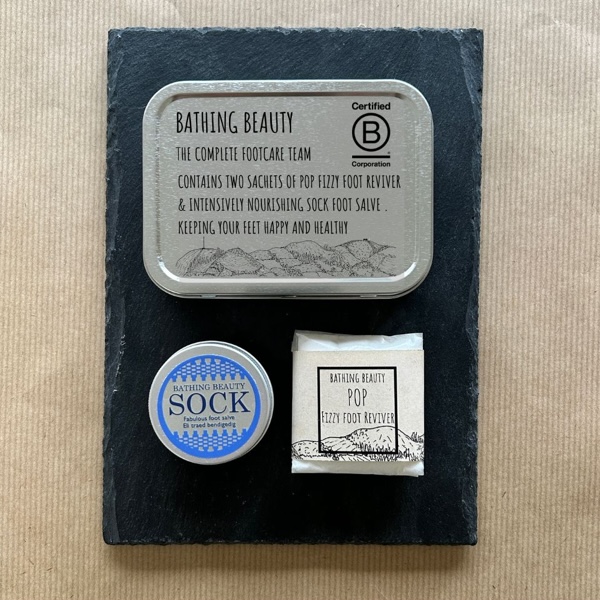 BATHING BEAUTY
THE COMPLETE FOOTCARE TEAM
CONTAINS TWO SACHETS OF POP FIZZY FOOT REVIVER
& INTENSIVELY NOURISHING SOCK FOOT SALVE .
KEEPING YOUR FEET HAPPY AND HEALTHY
Certified
B
Corporation
BATHING BEAUTY
SOCK
Fabulous foot salve
Eli traed bendigedig
BATHING BEAUTY
POP
FIZZY FOOT REVIVER